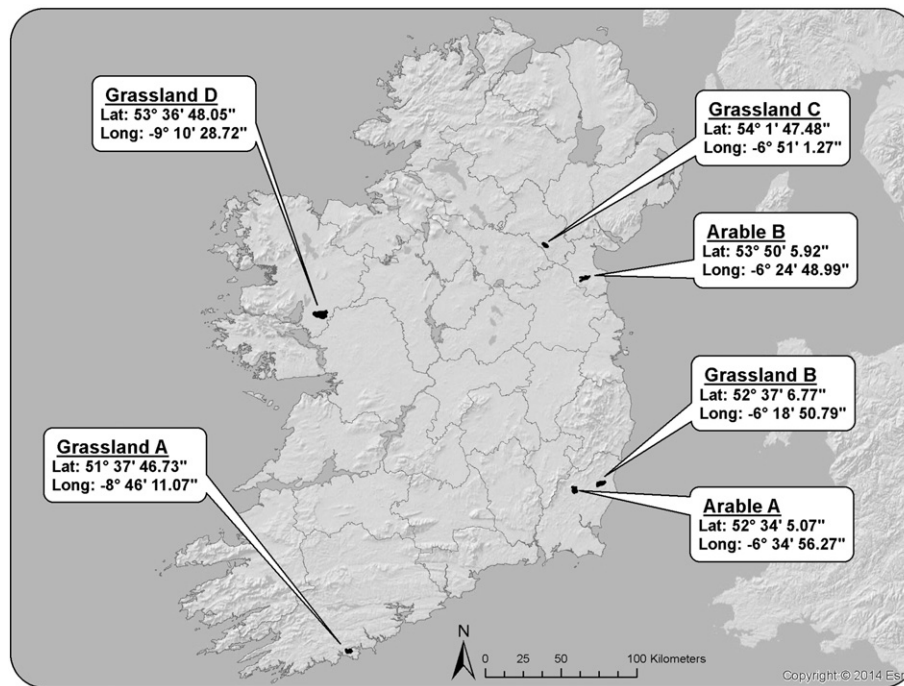 Grassland D
Lat: 53° 36' 48.05"
Long: -9° 10' 28.72"
Grassland C
Lat: 54° 1' 47.48"
Long: -6° 51' 1.27"
Arable B
Lat: 53° 50' 5.92"
Long: -6° 24' 48.99"
Grassland B
Lat: 52° 37' 6.77"
Long: -6° 18' 50.79"
Grassland A
Lat: 51° 37' 46.73"
Long: -8° 46' 11.07"
Arable A
Lat: 52° 34' 5.07"
Long: -6° 34' 56.27"
N
0 25 50 100 Kilometers
Copyright:© 2014 Esr